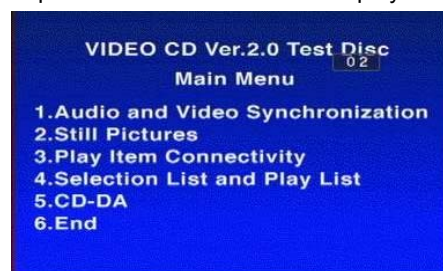 VIDEO CD Ver.2.0 Test Disc
02
Main Menu
1.Audio and Video Synchronization
2.Still Pictures
3.Play Item Connectivity
4.Selection List and Play List
5.CD-DA
6.End